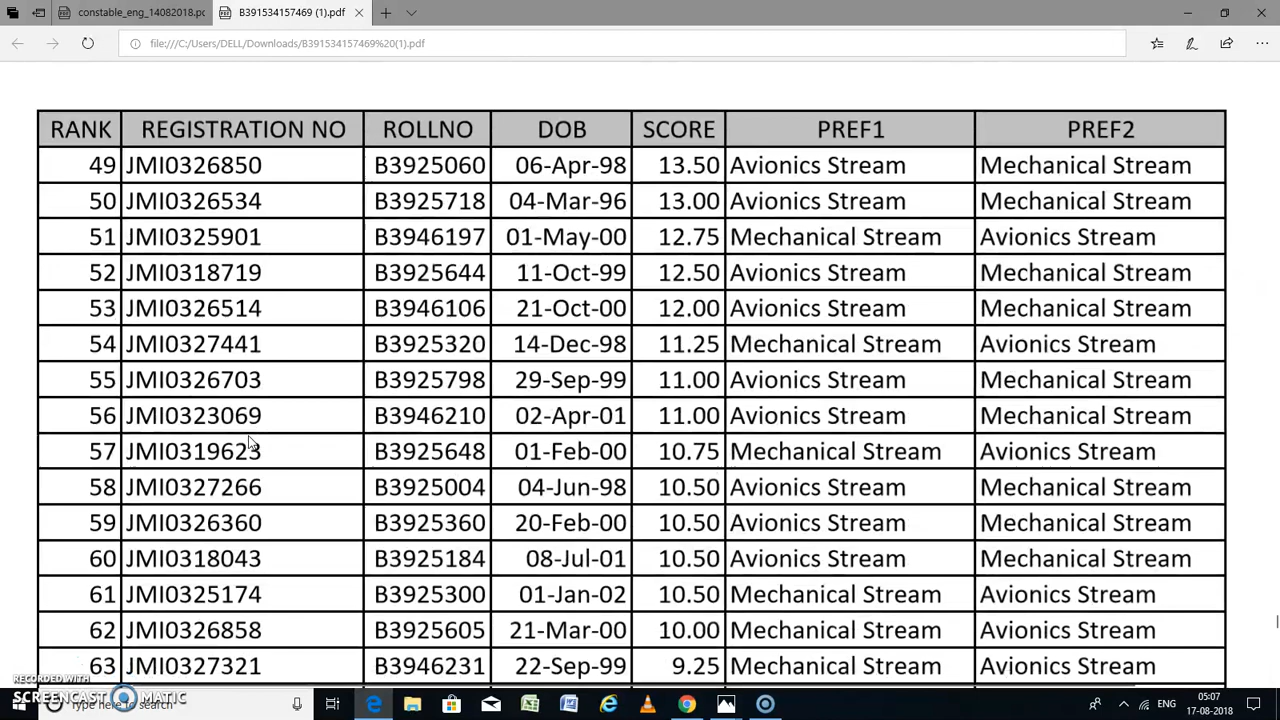 constable_eng_14082018.p
B391534157469 (1).pdf
file:///C:/Users/DELL/Downloads/B391534157469%20(1).pdf
RANK REGISTRATION NO ROLLNO DOB SCORE PREF1 PREF2
49 JMI0326850 B3925060 06-Apr-98 13.50 Avionics Stream Mechanical Stream
50 JMI0326534 B3925718 04-Mar-96 13.00 Avionics Stream Mechanical Stream
51 JMI0325901 B3946197 01-May-00 12.75 Mechanical Stream Avionics Stream
52 JMI0318719 B3925644 11-Oct-99 12.50 Avionics Stream Mechanical Stream
53 JMI0326514 B3946106 21-Oct-00 12.00 Avionics Stream Mechanical Stream
54 JMI0327441 B3925320 14-Dec-98 11.25 Mechanical Stream Avionics Stream
55 JMI0326703 B3925798 29-Sep-99 11.00 Avionics Stream Mechanical Stream
56 JMI0323069 B3946210 02-Apr-01 11.00 Avionics Stream Mechanical Stream
57 JMI0319623 B3925648 01-Feb-00 10.75 Mechanical Stream Avionics Stream
58 JMI0327266 B3925004 04-Jun-98 10.50 Avionics Stream Mechanical Stream
59 JMI0326360 B3925360 20-Feb-00 10.50 Avionics Stream Mechanical Stream
60 JMI0318043 B3925184 08-Jul-01 10.50 Avionics Stream Mechanical Stream
61 JMI0325174 B3925300 01-Jan-02 10.50 Mechanical Stream Avionics Stream
62 JMI0326858 B3925605 21-Mar-00 10.00 Mechanical Stream Avionics Stream
63 JMI0327321 B3946231 22-Sep-99 9.25 Mechanical Stream Avionics Stream
RECORDED WITH
SCREENCAST MATIC
Type here to search
ENG
05:07
17-08-2018